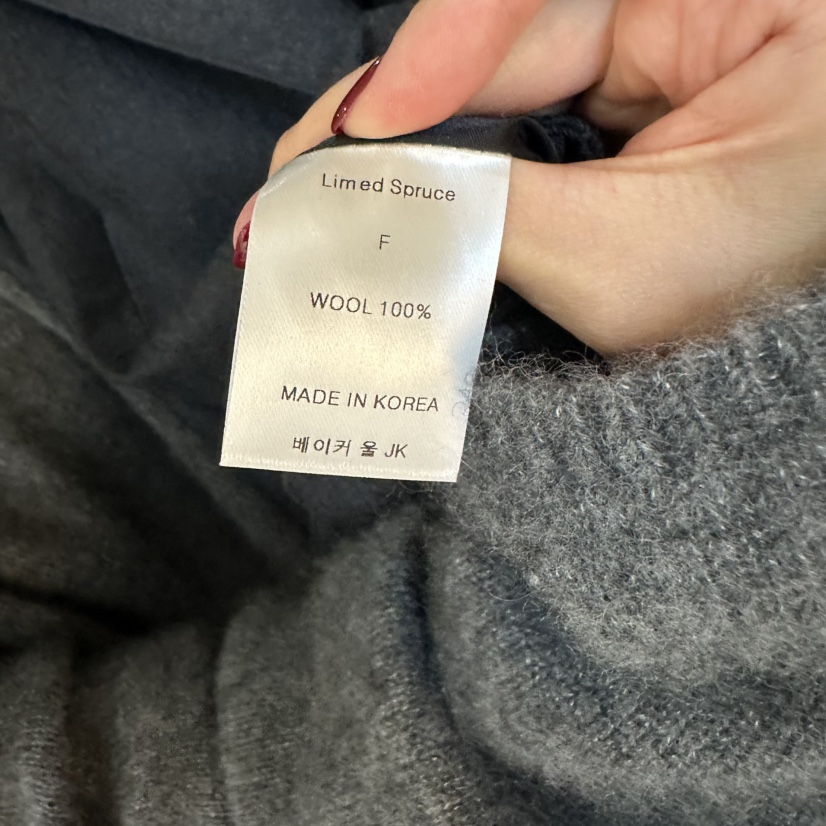 Limed Spruce
F
WOOL 100%
MADE IN KOREA
베이커 울 JK